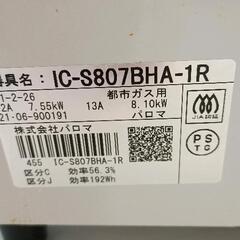 器具名：IC-S807BHA-1R
1-2-26 都市ガス用
2A 7.55kW 13A 8.10kW
21-06-900191 パロマ
JIA認証
株式会社パロマ
PS
TG
455 IC-S807BHA-1R
区分C 効率56.3%
区分J 効率192Wh